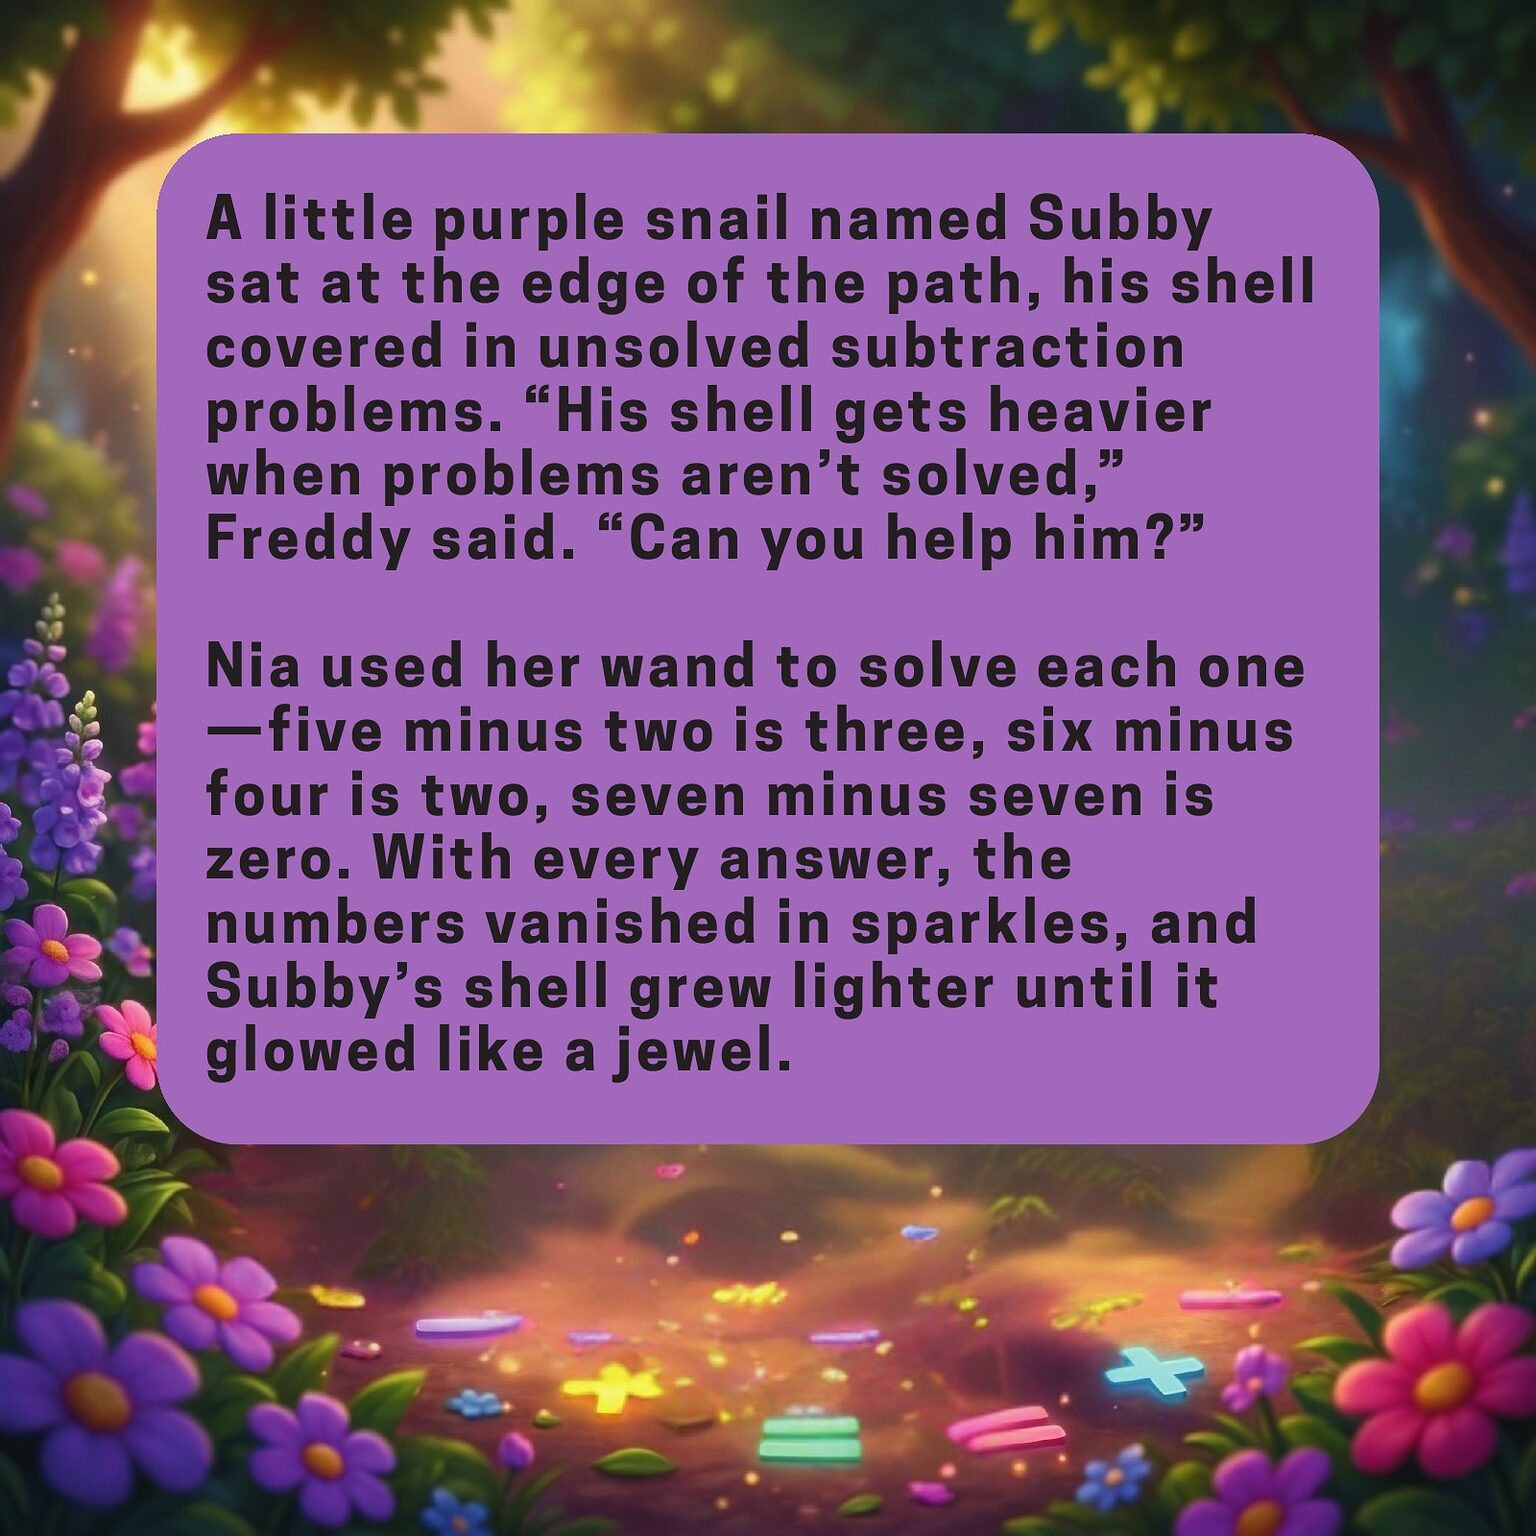 A little purple snail named Subby
sat at the edge of the path, his shell
covered in unsolved subtraction
problems. “His shell gets heavier
when problems aren’t solved,”
Freddy said. “Can you help him?”
Nia used her wand to solve each one
—five minus two is three, six minus
four is two, seven minus seven is
zero. With every answer, the
numbers vanished in sparkles, and
Subby’s shell grew lighter until it
glowed like a jewel.